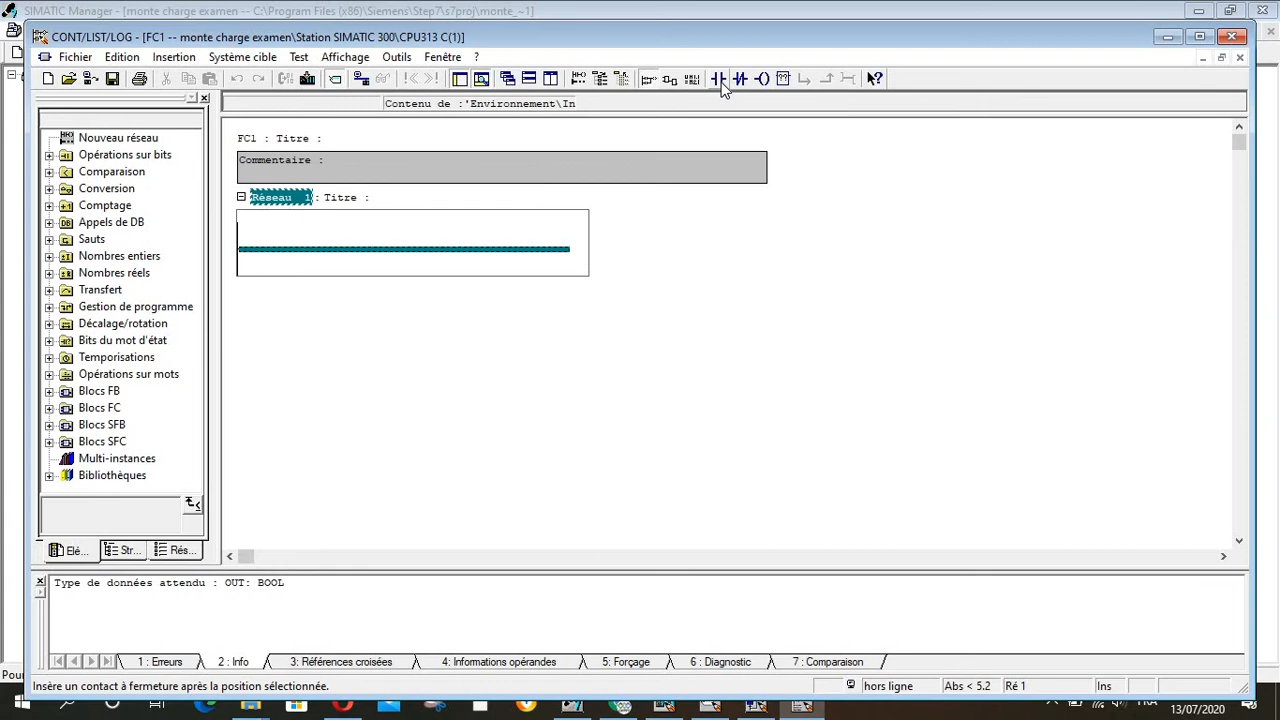 SIMATIC Manager - [monte charge examen -- C:\Program Files (x86)\Siemens\Step7\s7proj\monte_~1]
CONT/LIST/LOG - [FC1 -- monte charge examen\Station SIMATIC 300\CPU313 C(1)]
Fichier Edition Insertion Système cible Test Affichage Outils Fenêtre ?
Contenu de :'Environnement\In
FC1 : Titre :
Commentaire :
Réseau 1: Titre :
Nouveau réseau
Opérations sur bits
Comparaison
Conversion
Comptage
Appels de DB
Sauts
Nombres entiers
Nombres réels
Transfert
Gestion de programme
Décalage/rotation
Bits du mot d'état
Temporisations
Opérations sur mots
Blocs FB
Blocs FC
Blocs SFB
Blocs SFC
Multi-instances
Bibliothèques
Elé... Str... Rés...
Type de données attendu : OUT: BOOL
1 : Erreurs 2 : Info 3: Références croisées 4: Informations opérandes 5: Forçage 6 : Diagnostic 7 : Comparaison
Insère un contact à fermeture après la position sélectionnée. hors ligne Abs < 5.2 Ré 1 Ins
Pou
13/07/2020